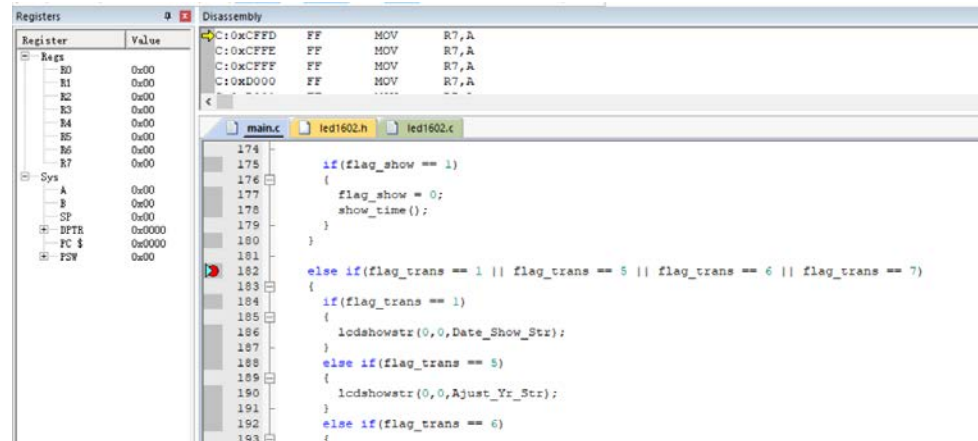 Registers
Register Value
Regs
R0 0x00
R1 0x00
R2 0x00
R3 0x00
R4 0x00
R5 0x00
R6 0x00
R7 0x00
Sys
A 0x00
B 0x00
SP 0x00
DPTR 0x0000
PC $ 0x0000
PSW 0x00
Disassembly
C:0xCFFD FF MOV R7,A
C:0xCFFE FF MOV R7,A
C:0xCFFF FF MOV R7,A
C:0xD000 FF MOV R7,A
main.c led1602.h led1602.c
174
175 if(flag_show == 1)
176 {
177 flag_show = 0;
178 show_time();
179 }
180 }
181
182 else if(flag_trans == 1 || flag_trans == 5 || flag_trans == 6 || flag_trans == 7)
183 {
184 if(flag_trans == 1)
185 {
186 lcdshowstr(0,0,Date_Show_Str);
187 }
188 else if(flag_trans == 5)
189 {
190 lcdshowstr(0,0,Ajust_Yr_Str);
191 }
192 else if(flag_trans == 6)
193 {